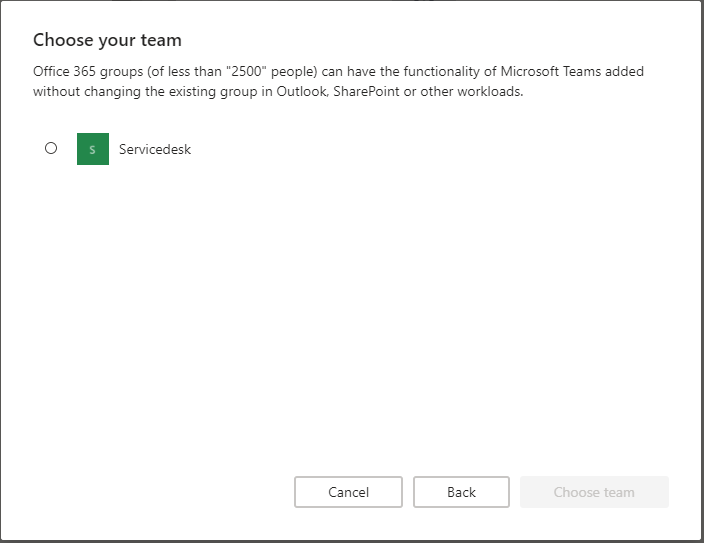 Choose your team
Office 365 groups (of less than "2500" people) can have the functionality of Microsoft Teams added
without changing the existing group in Outlook, SharePoint or other workloads.
S Servicedesk
Cancel Back Choose team